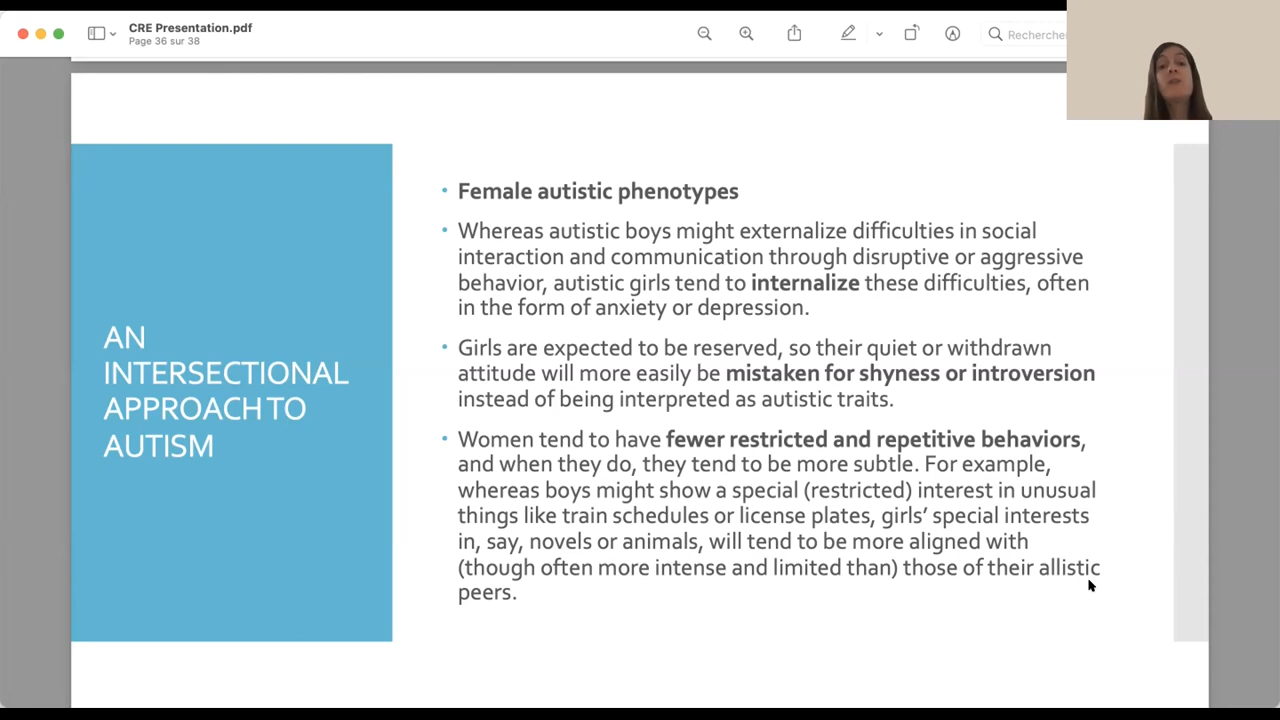 CRE Presentation.pdf
Page 36 sur 38
Recherche
AN
INTERSECTIONAL
APPROACH TO
AUTISM
• Female autistic phenotypes
• Whereas autistic boys might externalize difficulties in social
interaction and communication through disruptive or aggressive
behavior, autistic girls tend to internalize these difficulties, often
in the form of anxiety or depression.
• Girls are expected to be reserved, so their quiet or withdrawn
attitude will more easily be mistaken for shyness or introversion
instead of being interpreted as autistic traits.
• Women tend to have fewer restricted and repetitive behaviors,
and when they do, they tend to be more subtle. For example,
whereas boys might show a special (restricted) interest in unusual
things like train schedules or license plates, girls’ special interests
in, say, novels or animals, will tend to be more aligned with
(though often more intense and limited than) those of their allistic
peers.